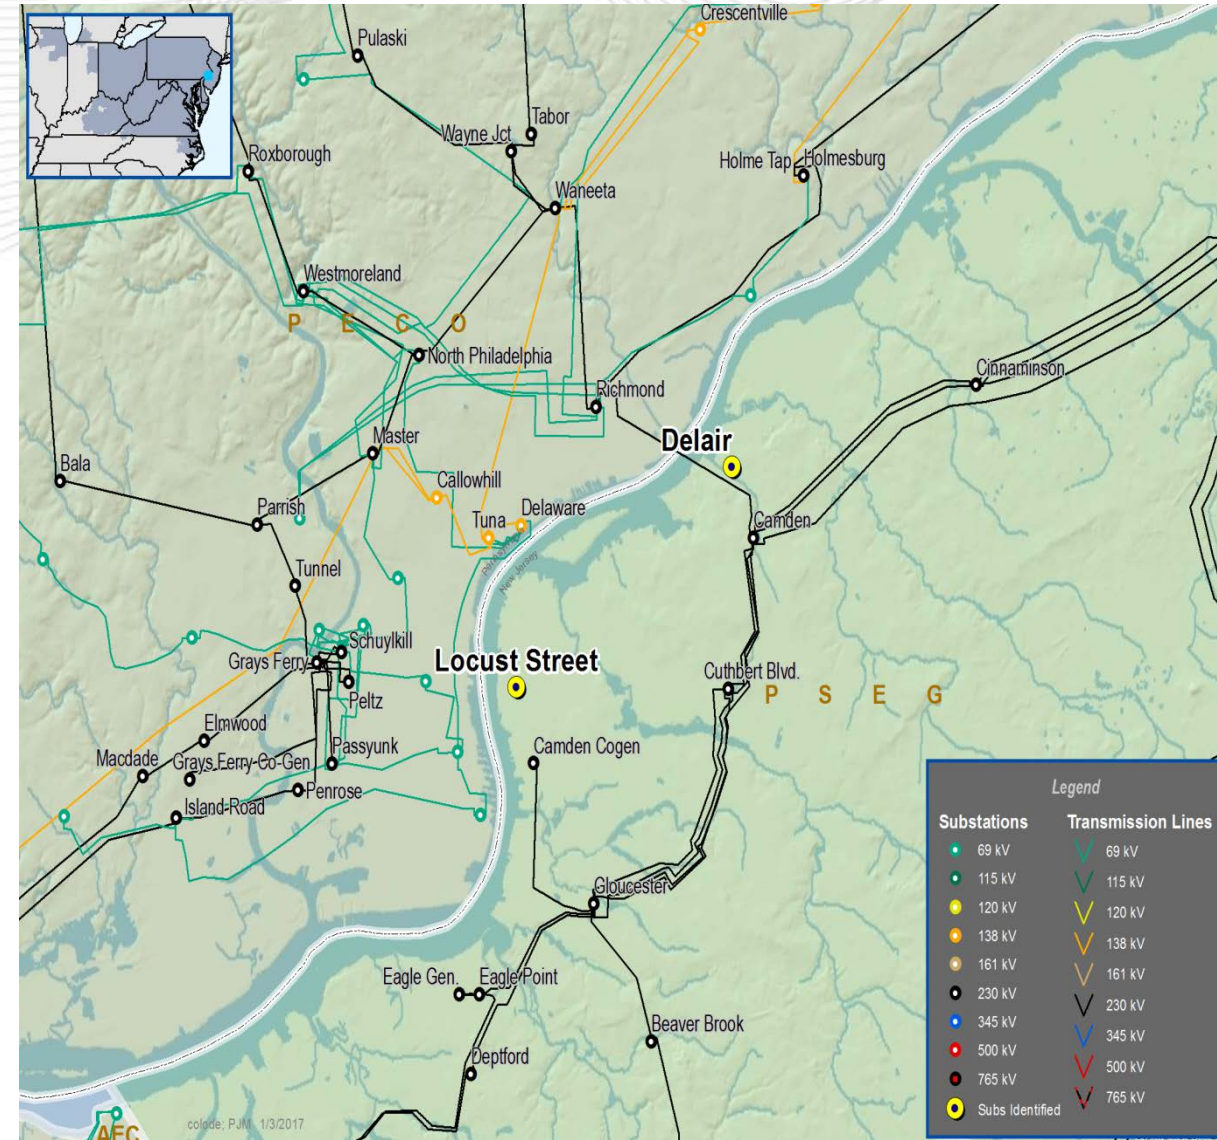 Crescentville
Pulaski
Tabor
Wayne Jct
Roxborough
Holme Tap
Holmesburg
Waneeta
Westmoreland
P E C O
North Philadelphia
Cinnaminson
Richmond
Master
Delair
Bala
Callowhill
Parrish
Tuna
Delaware
Camden
Pennsylvania
New Jersey
Tunnel
Schuylkill
Grays Ferry
Locust Street
Cuthbert Blvd.
Peltz
P S E G
Elmwood
Camden Cogen
Macdade
Grays Ferry Co-Gen
Passyunk
Penrose
Island Road
Gloucester
Eagle Gen.
Eagle Point
Beaver Brook
Deptford
AEC
colode; PJM 1/3/2017
Legend
Substations
69 kV
115 kV
120 kV
138 kV
161 kV
230 kV
345 kV
500 kV
765 kV
Subs Identified
Transmission Lines
69 kV
115 kV
120 kV
138 kV
161 kV
230 kV
345 kV
500 kV
765 kV